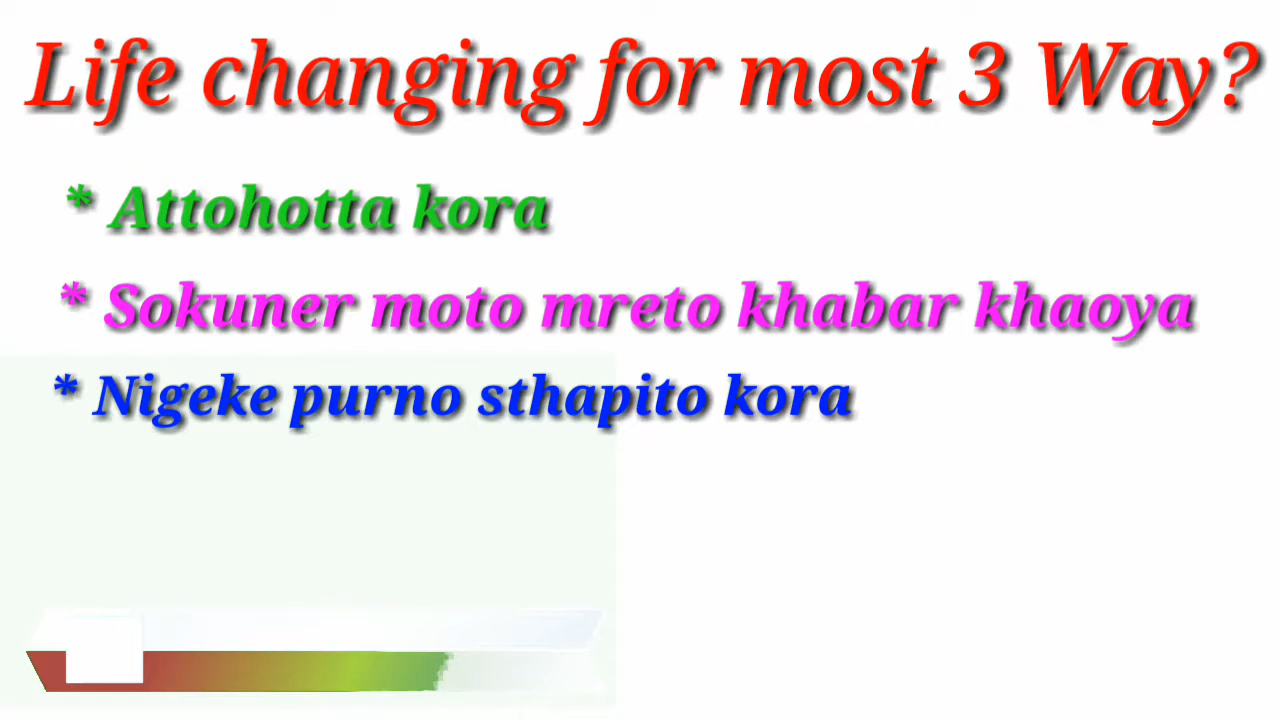 Life changing for most 3 Way?
* Attohotta kora
* Sokuner moto mreto khabar khaoya
* Nigeke purno sthapito kora